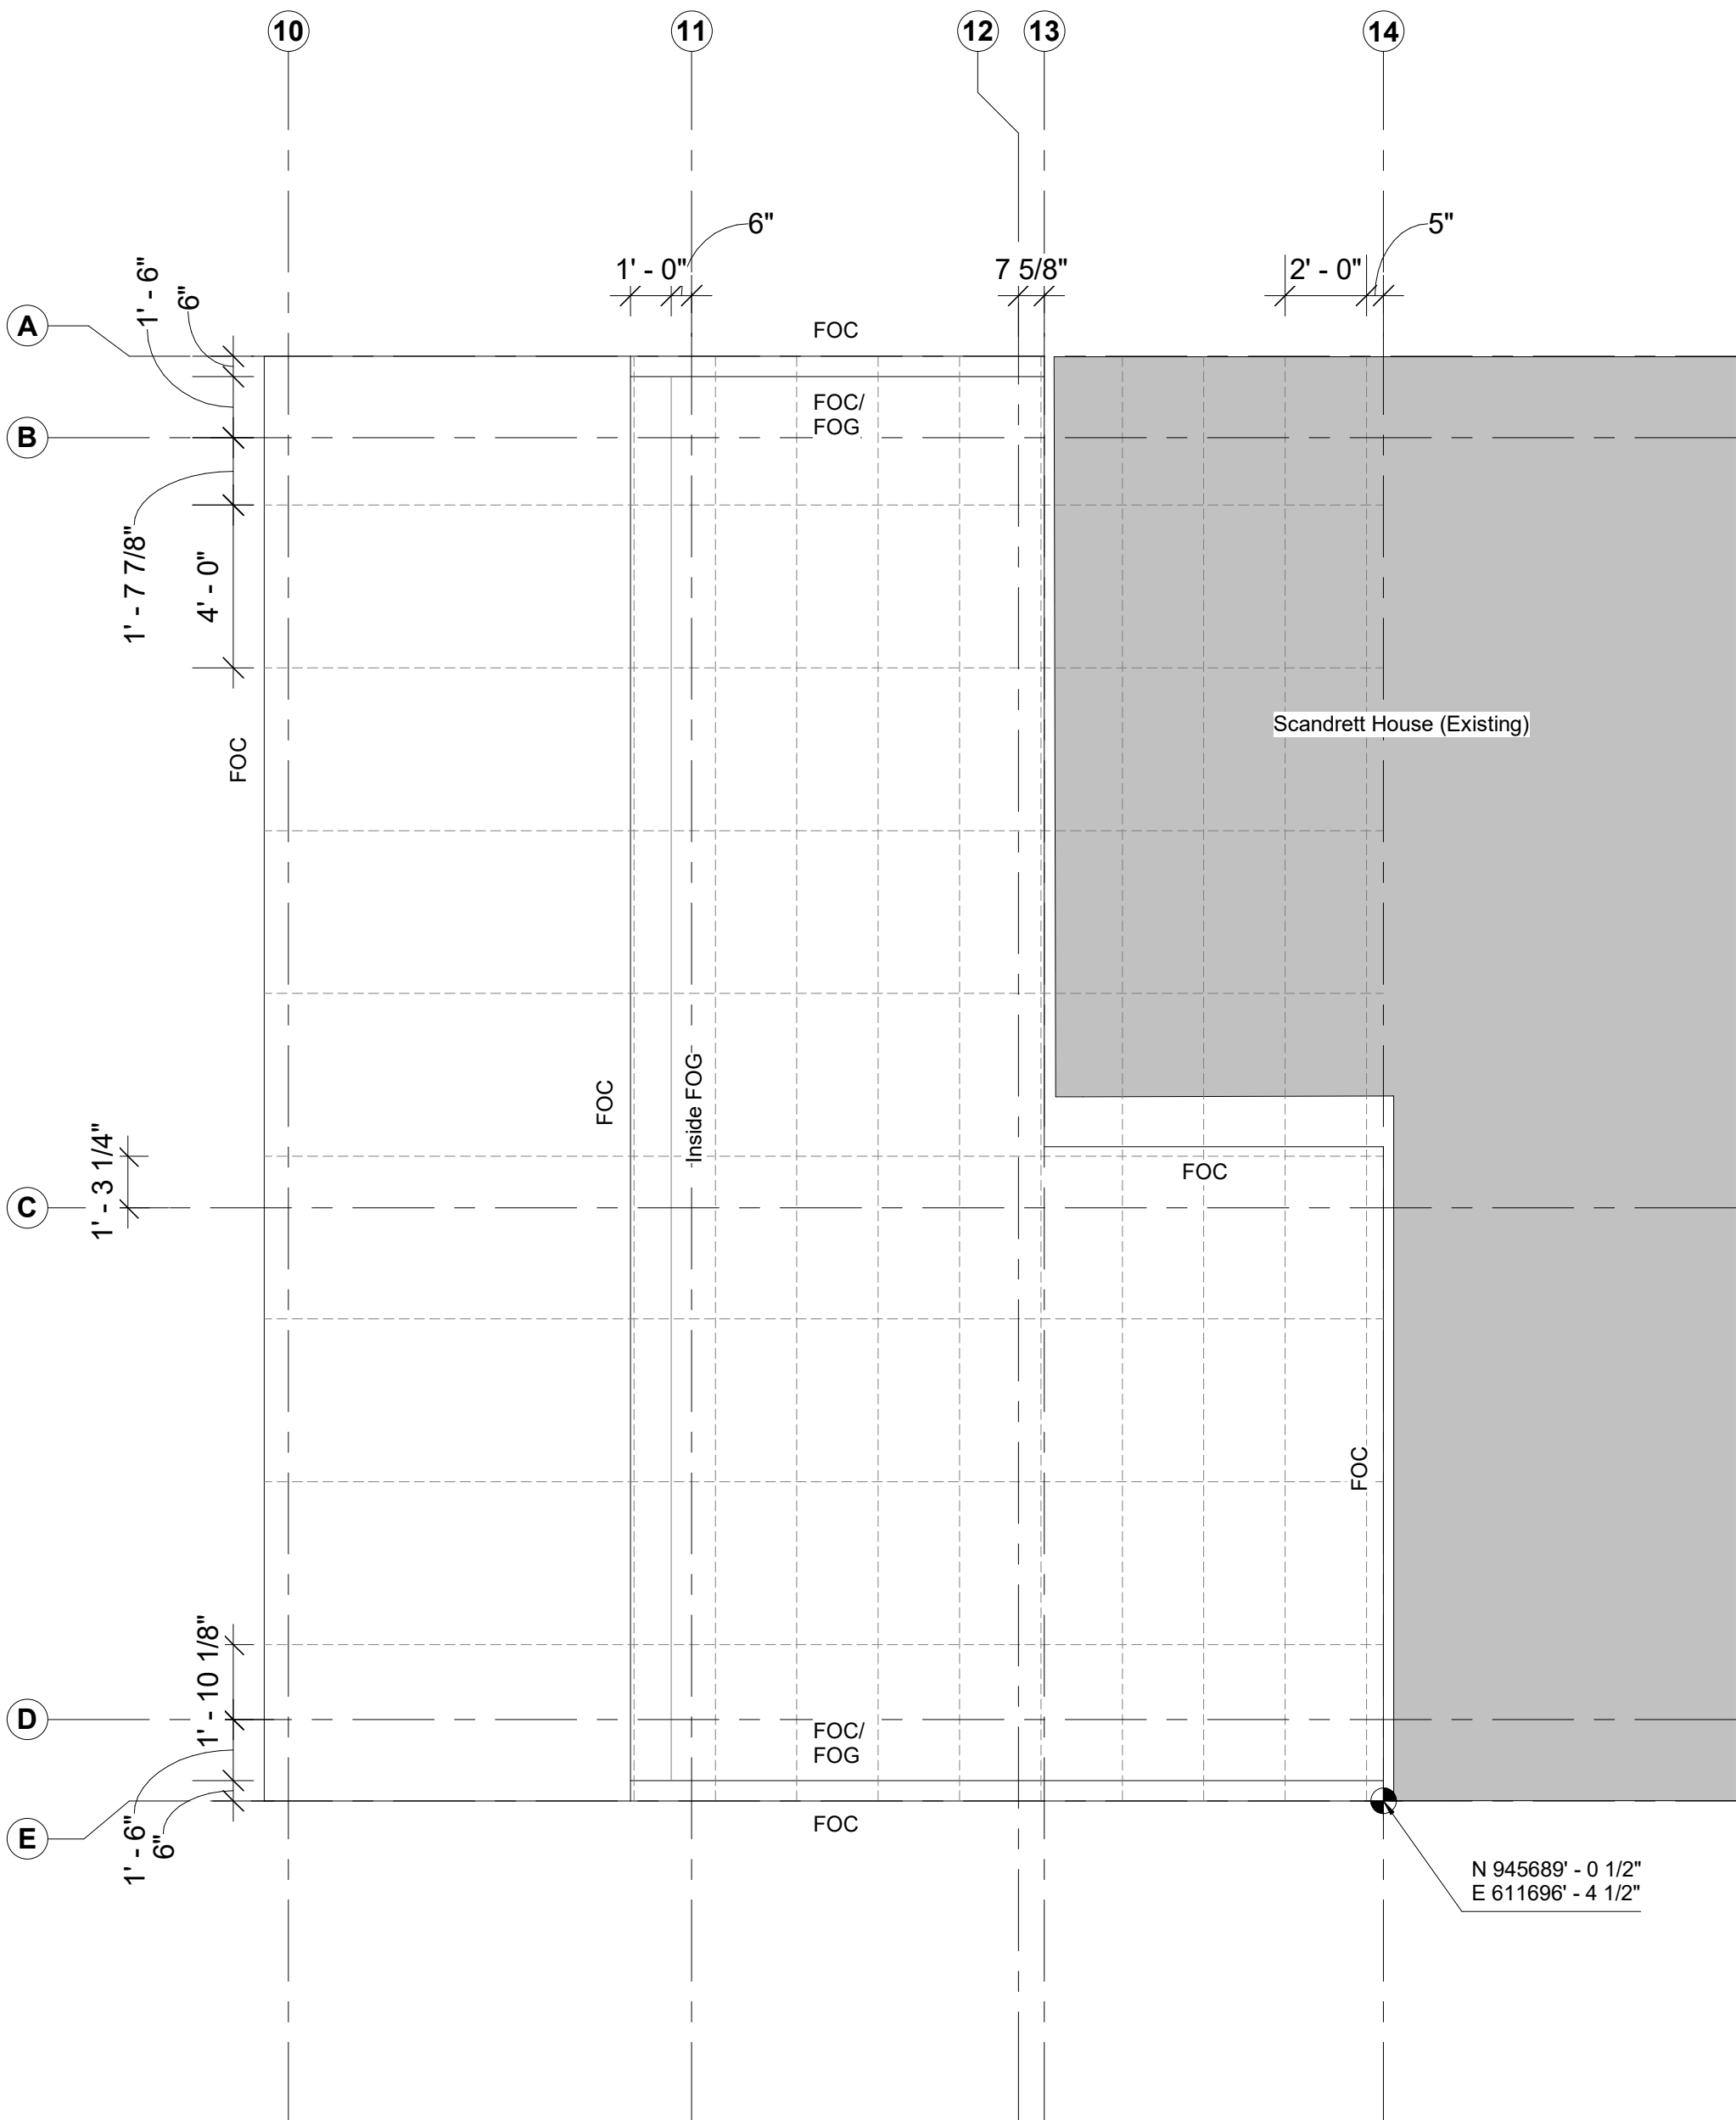 10
11
12
13
14
6"
5"
1' - 0"
7 5/8"
2' - 0"
1' - 6"
6"
A
FOC
FOC/
FOG
B
1' - 7 7/8"
4' - 0"
Scandrett House (Existing)
FOC
FOC
Inside FOG
1' - 3 1/4"
FOC
C
FOC
1' - 10 1/8"
D
FOC/
FOG
1' - 6"
6"
E
FOC
N 945689' - 0 1/2"
E 611696' - 4 1/2"